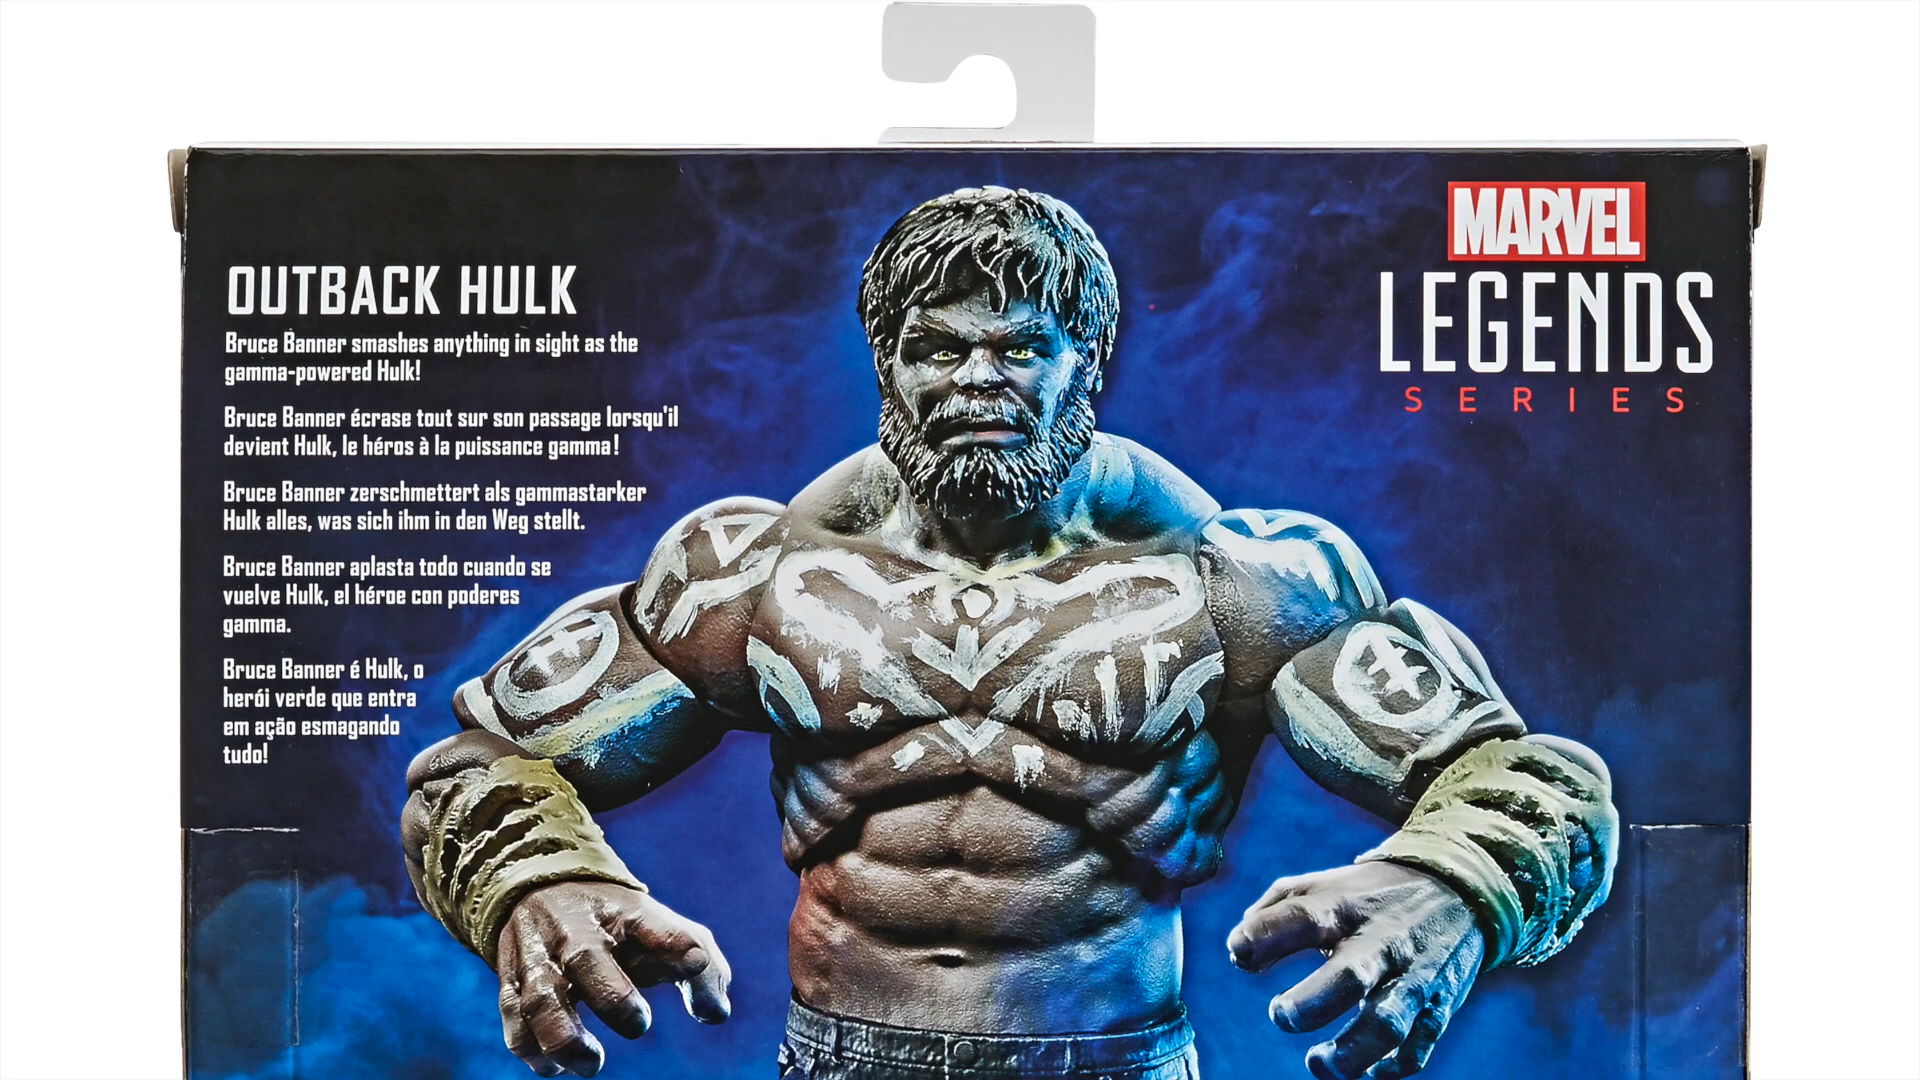 OUTBACK HULK
Bruce Banner smashes anything in sight as the
gamma-powered Hulk!
Bruce Banner écrase tout sur son passage lorsqu'il
devient Hulk, le héros à la puissance gamma !
Bruce Banner zerschmettert als gammastarker
Hulk alles, was sich ihm in den Weg stellt.
Bruce Banner aplasta todo cuando se
vuelve Hulk, el héroe con poderes
gamma.
Bruce Banner é Hulk, o
herói verde que entra
em ação esmagando
tudo!
MARVEL
LEGENDS
SERIES